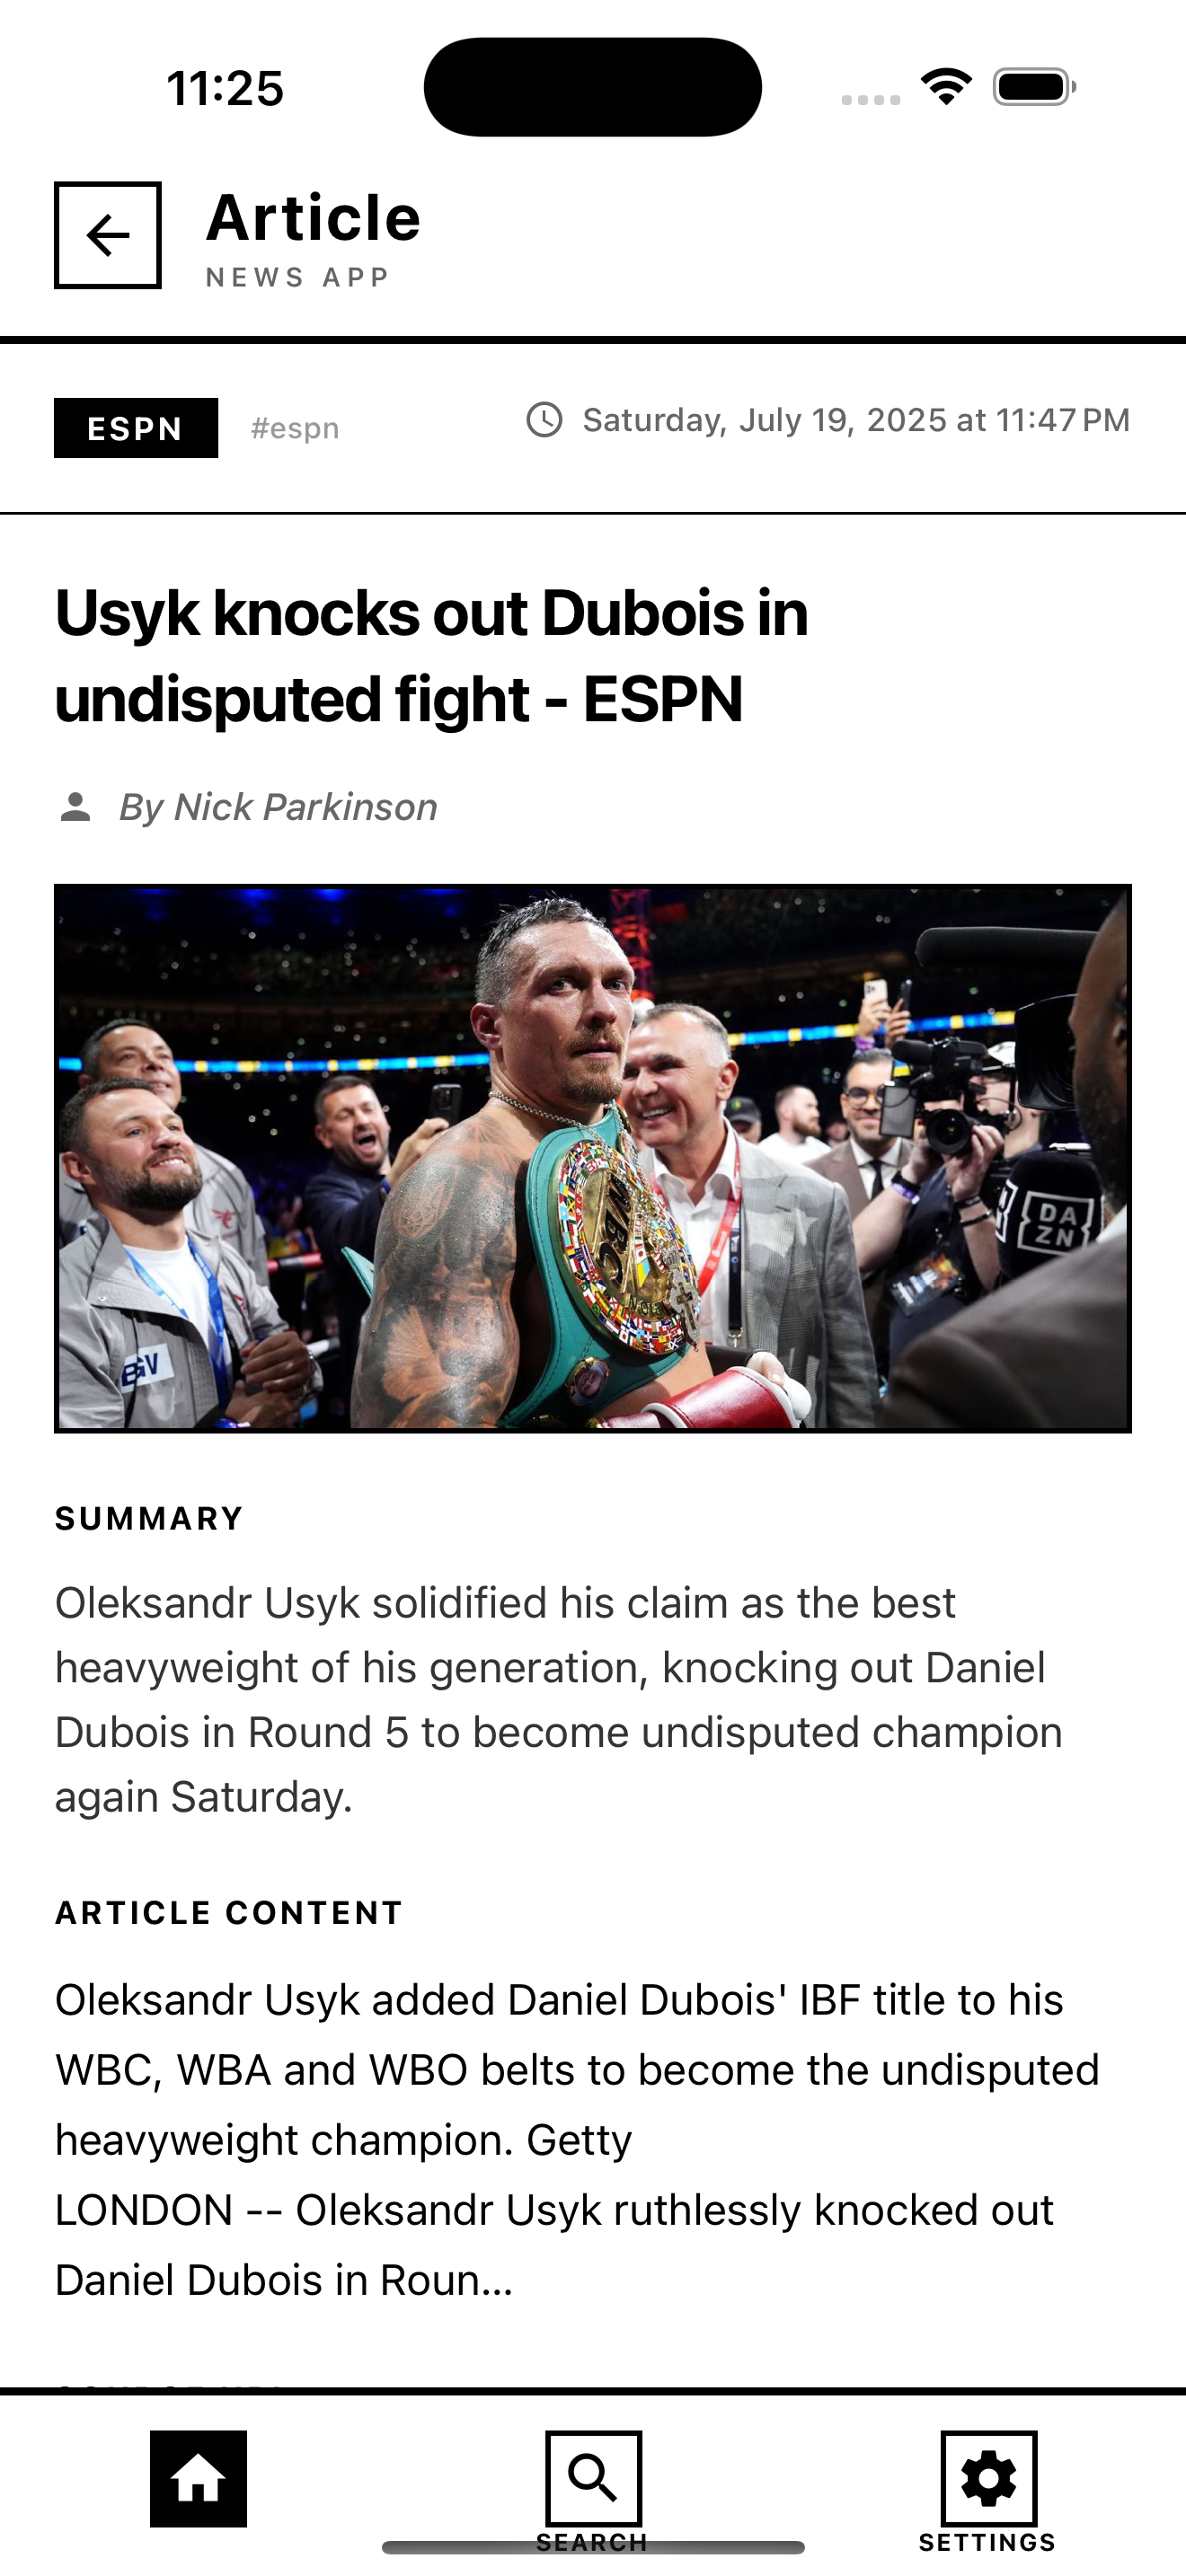 11:25
Article
NEWS APP
ESPN
#espn
Saturday, July 19, 2025 at 11:47 PM
Usyk knocks out Dubois in
undisputed fight - ESPN
By Nick Parkinson
WBC
DA
ZN
SUMMARY
Oleksandr Usyk solidified his claim as the best
heavyweight of his generation, knocking out Daniel
Dubois in Round 5 to become undisputed champion
again Saturday.
ARTICLE CONTENT
Oleksandr Usyk added Daniel Dubois' IBF title to his
WBC, WBA and WBO belts to become the undisputed
heavyweight champion. Getty
LONDON -- Oleksandr Usyk ruthlessly knocked out
Daniel Dubois in Roun...
SEARCH
SETTINGS